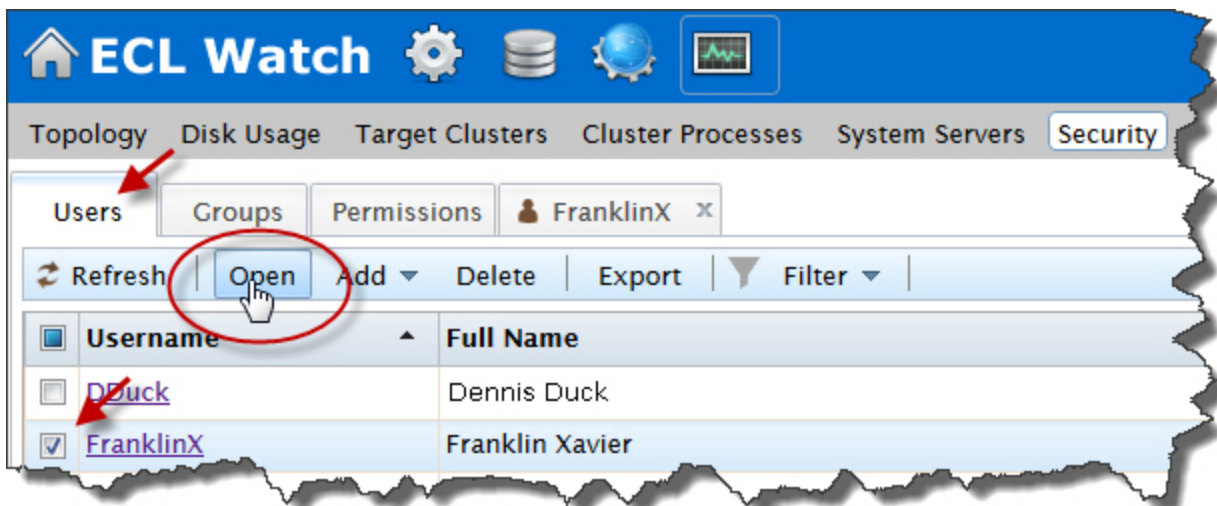 ECL Watch
Topology Disk Usage Target Clusters Cluster Processes System Servers Security
Users Groups Permissions FranklinX x
Refresh Open Add Delete Export Filter
Username Full Name
DDuck Dennis Duck
FranklinX Franklin Xavier